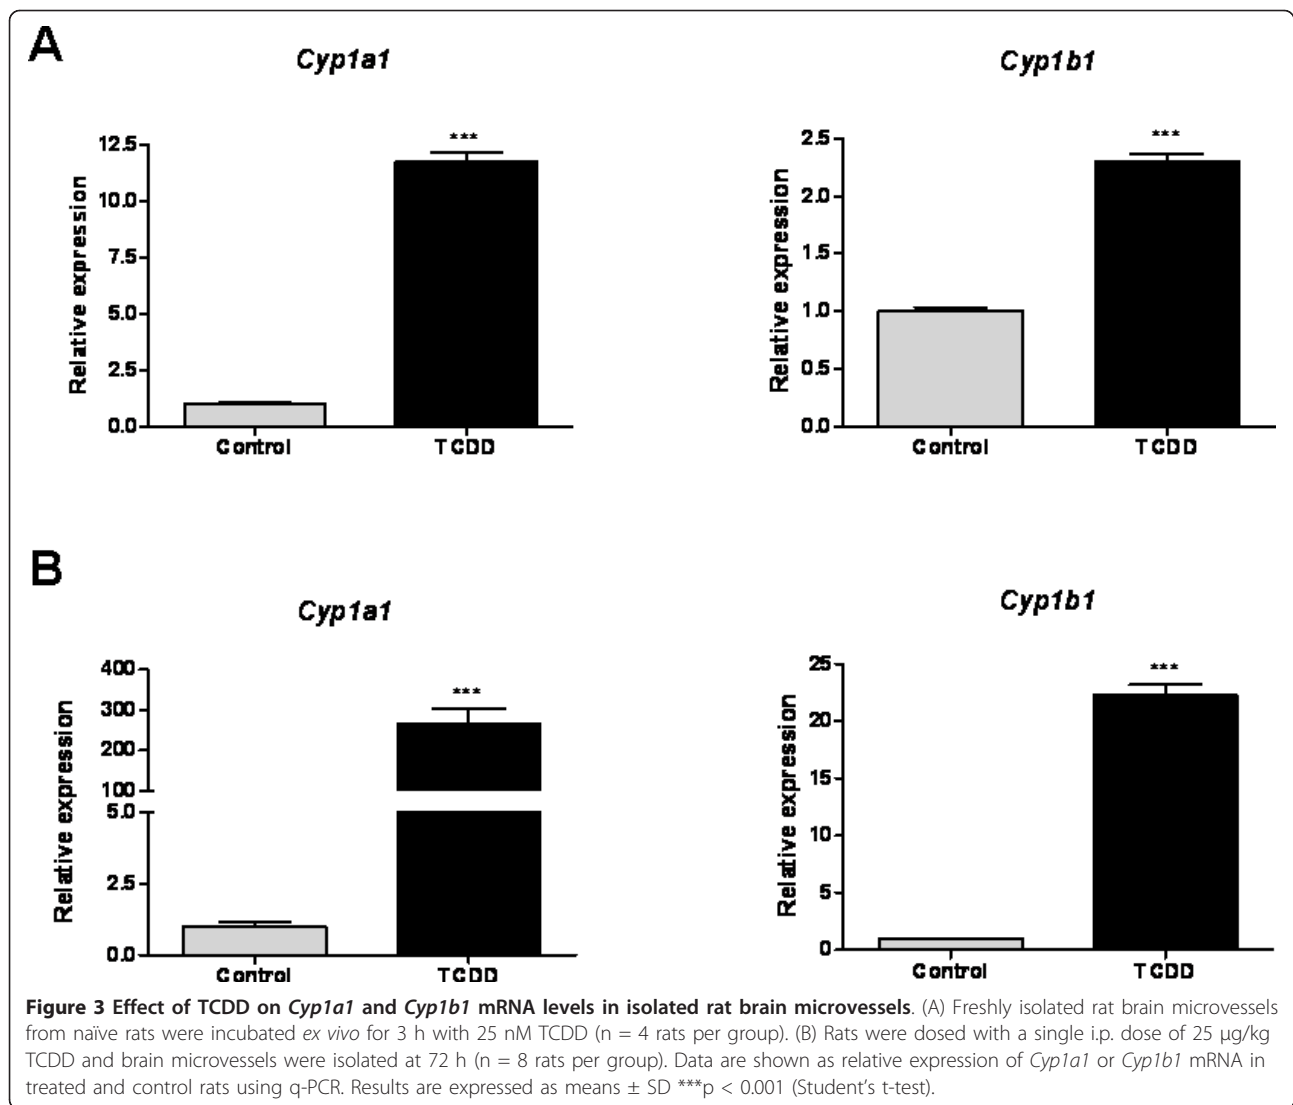 A
Cyp1a1
Cyp1b1
Relative expression
12.5
10.0
7.5
5.0
2.5
0.0
***
Control
TCDD
Relative expression
2.5
2.0
1.5
1.0
0.5
0.0
***
Control
TCDD
B
Cyp1a1
Cyp1b1
Relative expression
400
300
200
100
5.0
2.5
0.0
***
Control
TCDD
Relative expression
25
20
15
10
5
0
***
Control
TCDD
Figure 3 Effect of TCDD on Cyp1a1 and Cyp1b1 mRNA levels in isolated rat brain microvessels. (A) Freshly isolated rat brain microvessels
from naïve rats were incubated ex vivo for 3 h with 25 nM TCDD (n = 4 rats per group). (B) Rats were dosed with a single i.p. dose of 25 μg/kg
TCDD and brain microvessels were isolated at 72 h (n = 8 rats per group). Data are shown as relative expression of Cyp1a1 or Cyp1b1 mRNA in
treated and control rats using q-PCR. Results are expressed as means ± SD ***p < 0.001 (Student's t-test).